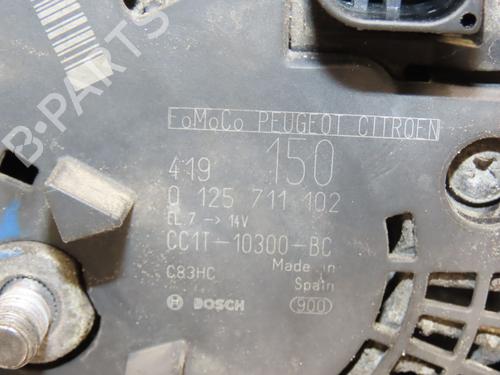 B-PARTS
FoMoCo PEUGEOT CITROEN
419 150
0 125 711 102
EL 7 → 14V
CC1T-10300-BC
C83HC Made in
Spain
BOSCH 900